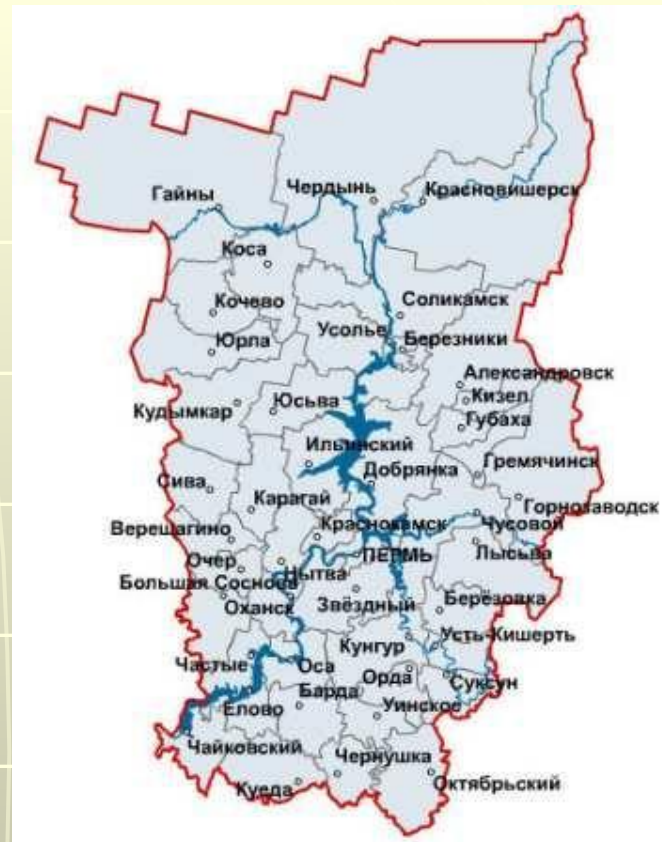 Гайны
Чердынь
Красновишерск
Коса
Кочево
Соликамск
Усолье
Березники
Юрла
Александровск
Кизел
Юсьва
Кудымкар
Губаха
Ильинский
Добрянка
Гремячинск
Сива
Карагай
Горнозаводск
Краснокамск
Чусовой
Верещагино
ПЕРМЬ
Лысьва
Очер
Нытва
Большая Соснова
Оханск
Звёздный
Берёзовка
Кунгур
Усть-Кишерть
Частые
Оса
Орда
Суксун
Барда
Уинское
Елово
Чайковский
Чернушка
Куеда
Октябрьский